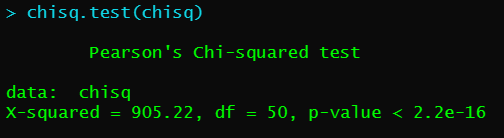 > chisq.test(chisq)
Pearson's Chi-squared test
data:  chisq
X-squared = 905.22, df = 50, p-value < 2.2e-16